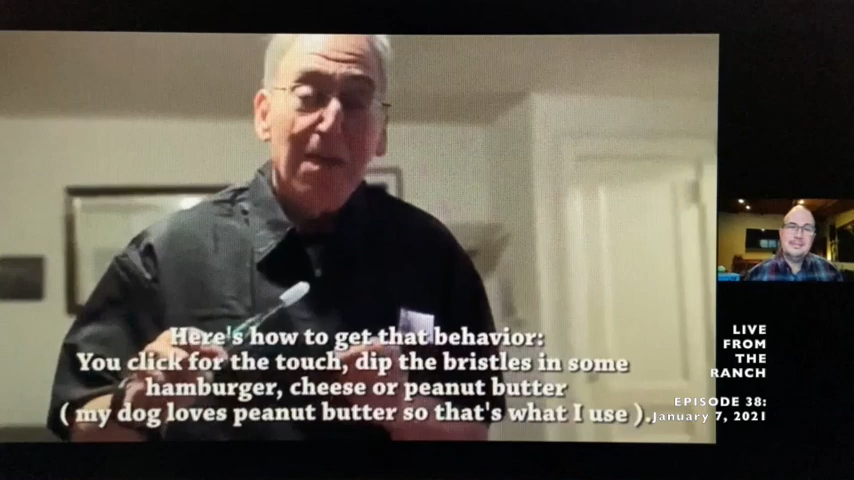 Here's how to get that behavior:
You click for the touch, dip the bristles in some
hamburger, cheese or peanut butter
( my dog loves peanut butter so that's what I use ).
LIVE
FROM
THE
RANCH
EPISODE 38:
January 7, 2021